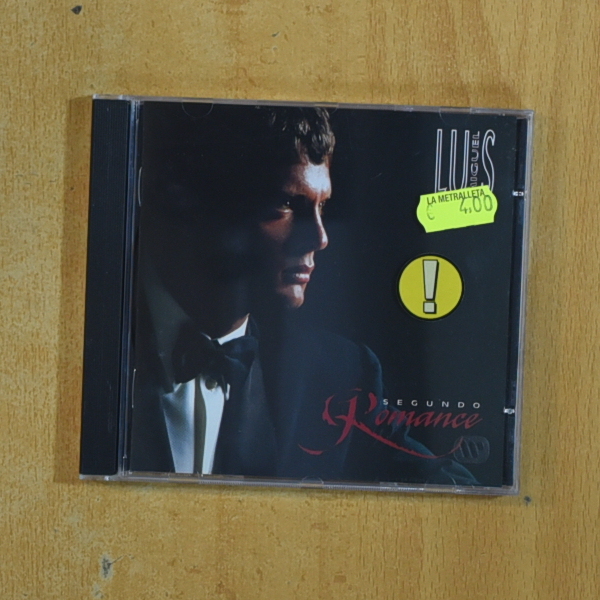 LUIS
MIGUEL
LA METRALLETA
€ 4,00
!
SEGUNDO
Romance